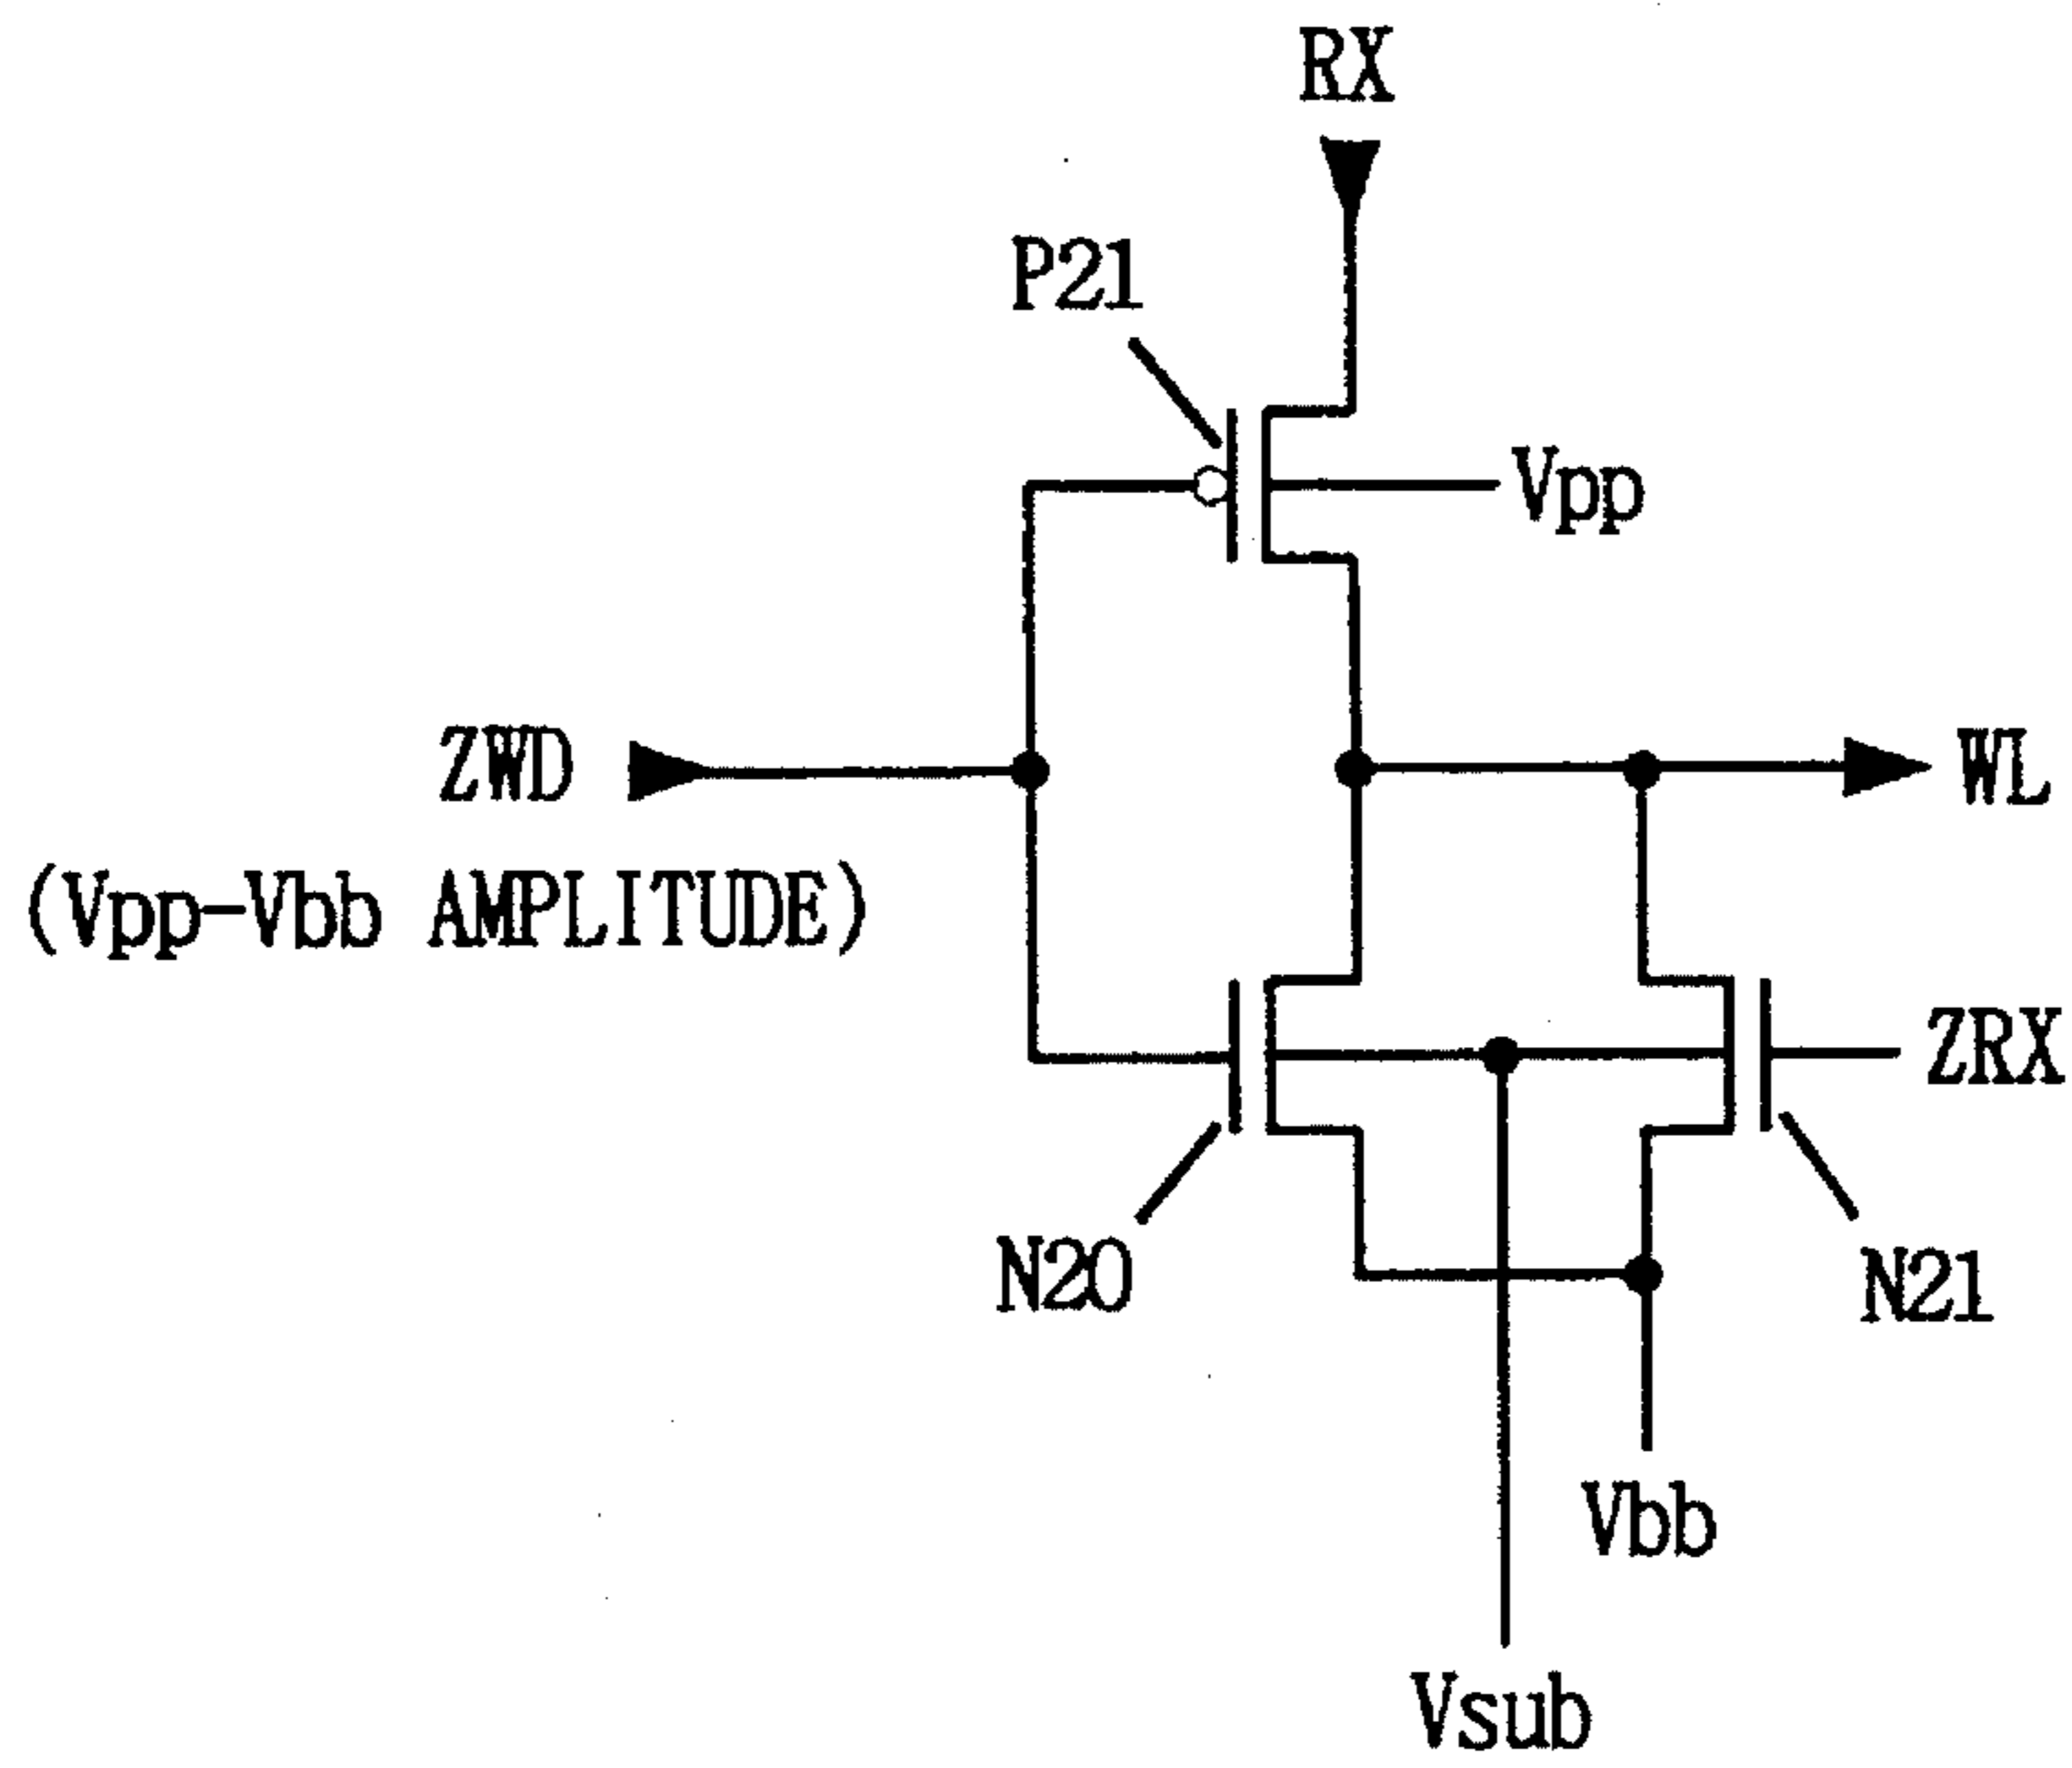 RX
P21
Vpp
ZWD
WL
(Vpp-Vbb AMPLITUDE)
ZRX
N20
N21
Vbb
Vsub